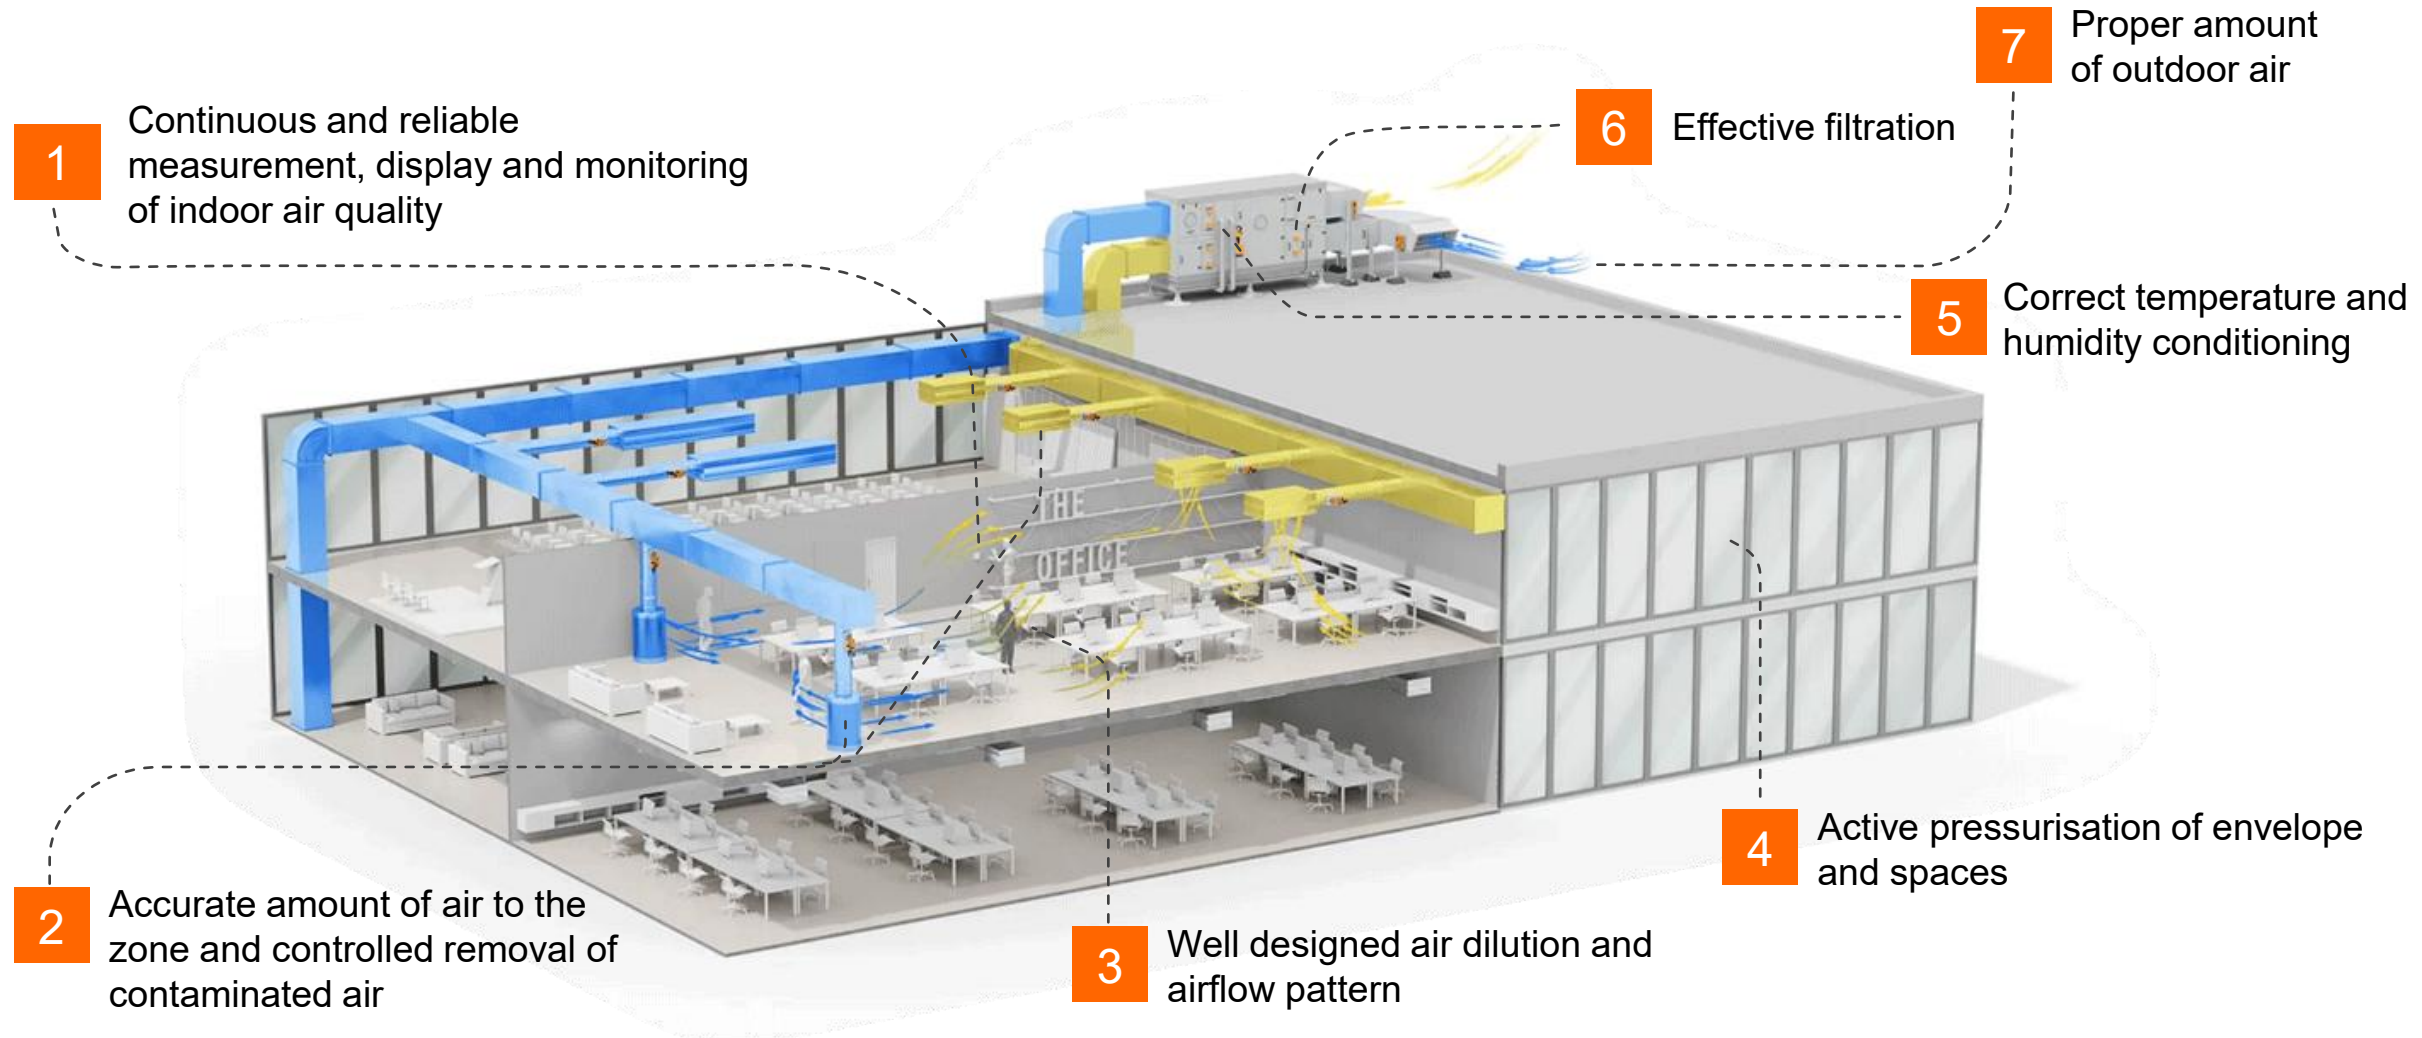 1
Continuous and reliable
measurement, display and monitoring
of indoor air quality
7
Proper amount
of outdoor air
6
Effective filtration
5
Correct temperature and
humidity conditioning
THE
OFFICE
4
Active pressurisation of envelope
and spaces
2
Accurate amount of air to the
zone and controlled removal of
contaminated air
3
Well designed air dilution and
airflow pattern